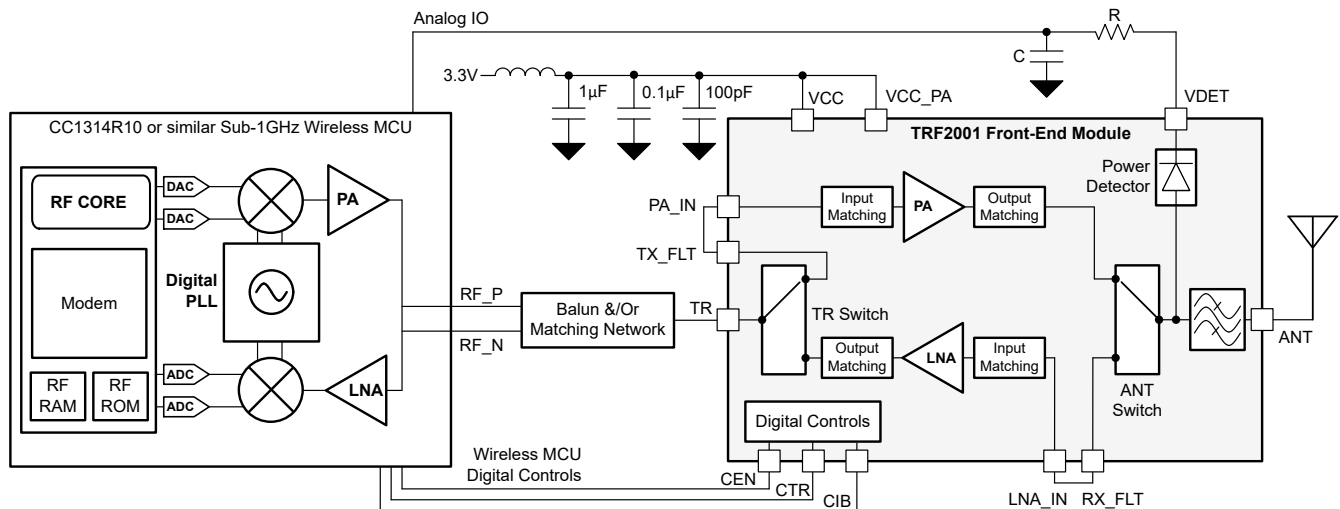 Analog IO
R
C
3.3V
1µF
0.1µF
100pF
VCC
VCC_PA
VDET
CC1314R10 or similar Sub-1GHz Wireless MCU
TRF2001 Front-End Module
RF CORE
DAC
DAC
PA
Modem
Digital
PLL
RF
RAM
RF
ROM
ADC
ADC
LNA
RF_P
RF_N
Balun &/Or
Matching Network
TR
PA_IN
TX_FLT
Input
Matching
PA
Output
Matching
Power
Detector
TR Switch
Output
Matching
LNA
Input
Matching
ANT
Switch
ANT
Digital Controls
Wireless MCU
Digital Controls
CEN
CTR
CIB
LNA_IN
RX_FLT